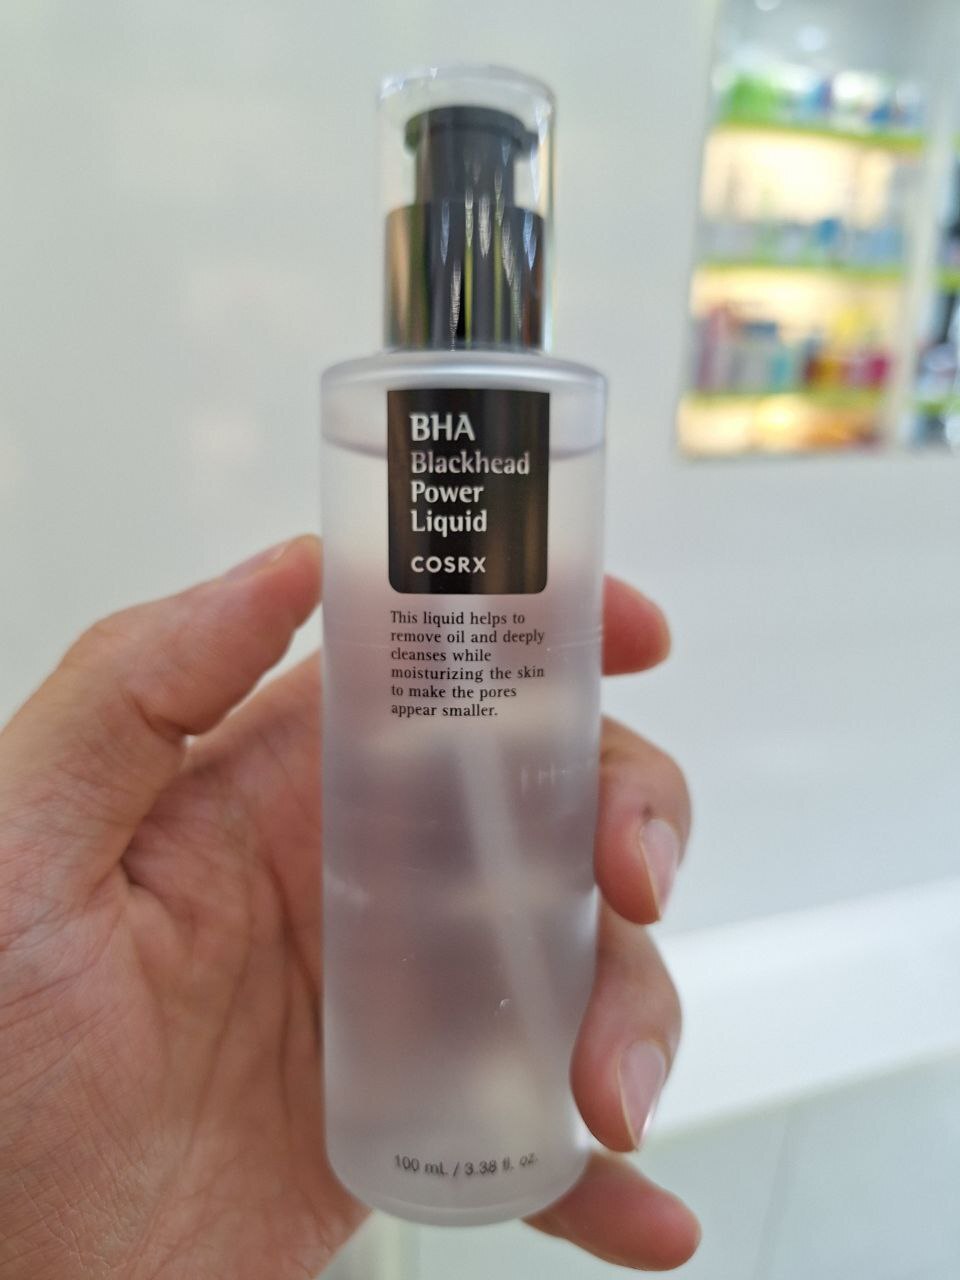 BHA
Blackhead
Power
Liquid
COSRX
This liquid helps to
remove oil and deeply
cleanses while
moisturizing the skin
to make the pores
appear smaller.
100 mL / 3.38 fl. oz.